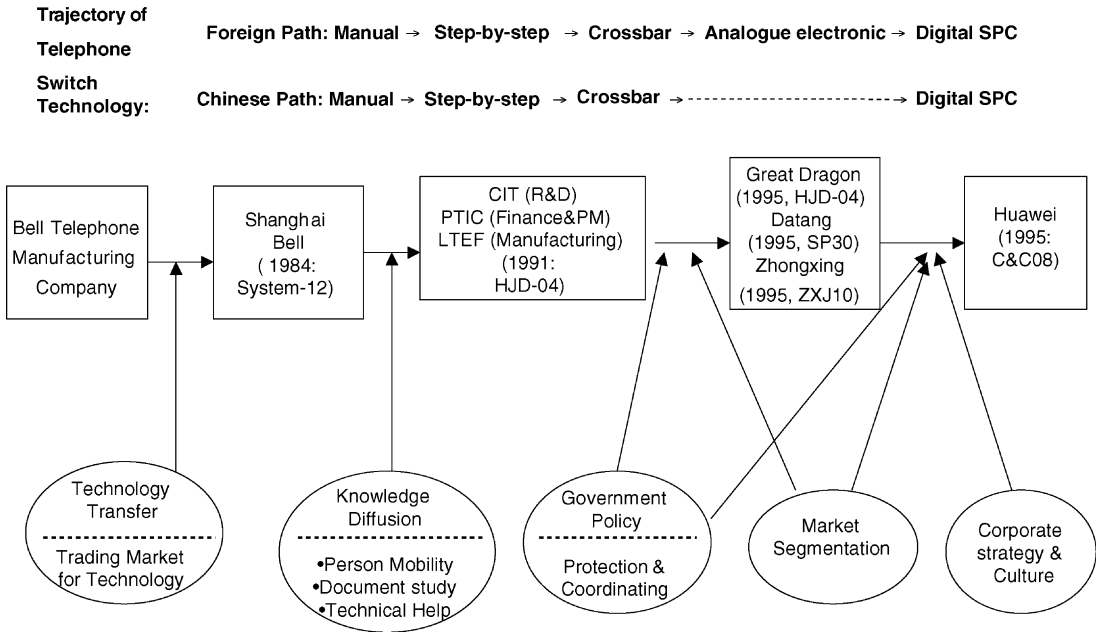 Trajectory of
Telephone
Switch
Technology:
Foreign Path: Manual → Step-by-step → Crossbar → Analogue electronic → Digital SPC
Chinese Path: Manual → Step-by-step → Crossbar → Digital SPC
Bell Telephone
Manufacturing
Company
Shanghai
Bell
( 1984:
System-12)
CIT (R&D)
PTIC (Finance&PM)
LTEF (Manufacturing)
(1991:
HJD-04)
Great Dragon
(1995, HJD-04)
Datang
(1995, SP30)
Zhongxing
(1995, ZXJ10)
Huawei
(1995:
C&C08)
Technology
Transfer
Trading Market
for Technology
Knowledge
Diffusion
•Person Mobility
•Document study
•Technical Help
Government
Policy
Protection &
Coordinating
Market
Segmentation
Corporate
strategy &
Culture